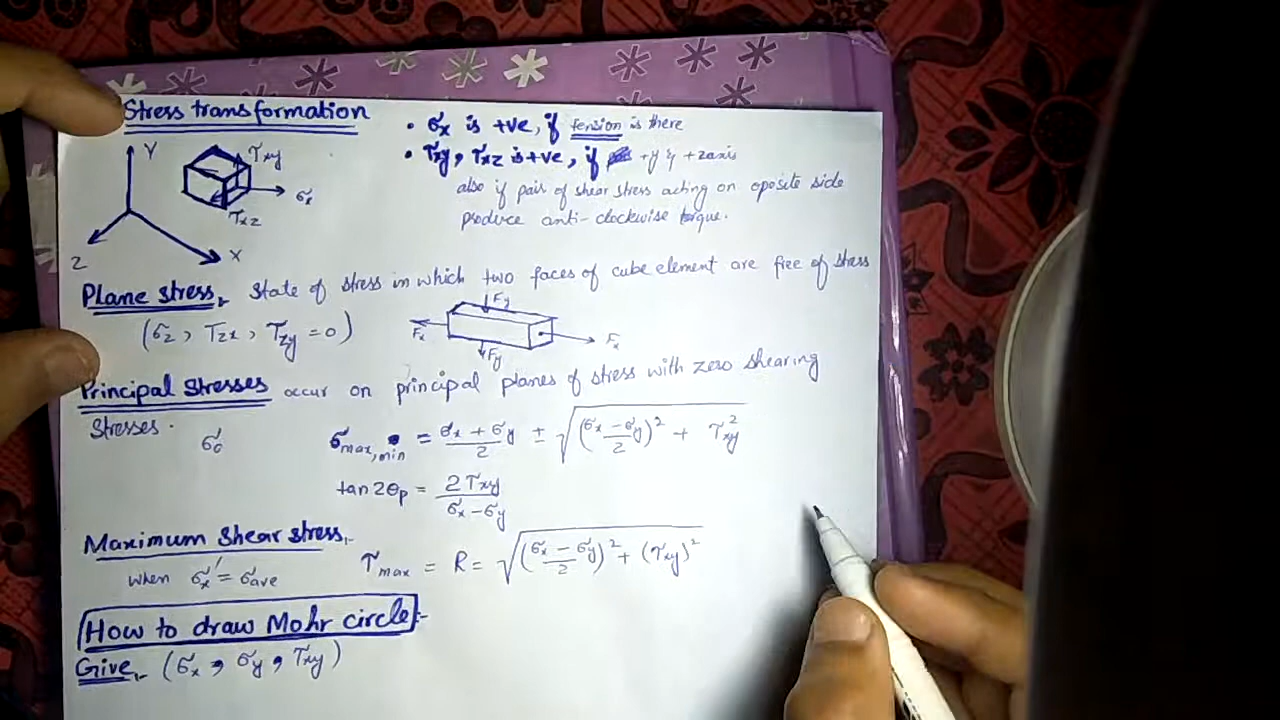 Stress transformation
• σx is +ve, if tension is there
• τxy, τxz is +ve, if +y & +z axis
also if pair of shear stress acting on oposite side
produce anti-clockwise torque.
Y
τxy
σx
τxz
Z
X
Plane stress,- State of stress in which two faces of cube element are free of stress
(σz, τzx, τzy = 0)
Fy
Fx
Fx
Fy
Principal Stresses occur on principal planes of stress with zero shearing
stresses.
σmax,min = (σx + σy)/2 ± √(((σx - σy)/2)² + τxy²)
tan 2θp = 2τxy/(σx - σy)
Maximum shear stress,-
when σx' = σave
τmax = R = √(((σx - σy)/2)² + (τxy)²)
How to draw Mohr circle:-
Give,- (σx, σy, τxy)